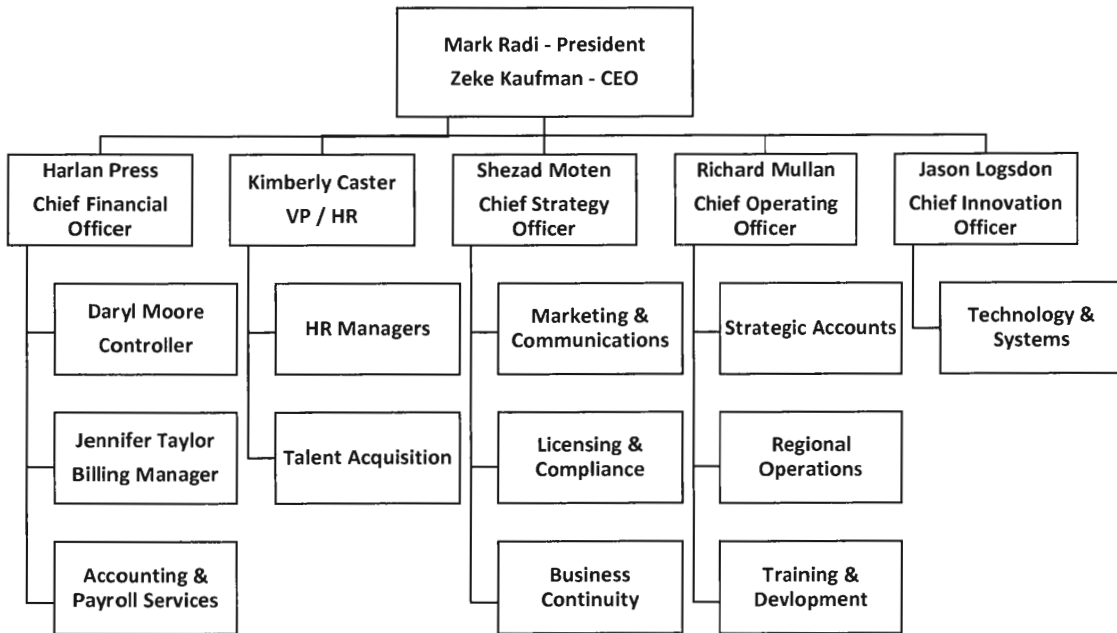 Mark Radi - President
Zeke Kaufman - CEO
Harlan Press
Chief Financial
Officer
Kimberly Caster
VP / HR
Shezad Moten
Chief Strategy
Officer
Richard Mullan
Chief Operating
Officer
Jason Logsdon
Chief Innovation
Officer
Daryl Moore
Controller
HR Managers
Marketing &
Communications
Strategic Accounts
Technology &
Systems
Jennifer Taylor
Billing Manager
Talent Acquisition
Licensing &
Compliance
Regional
Operations
Accounting &
Payroll Services
Business
Continuity
Training &
Devlopment